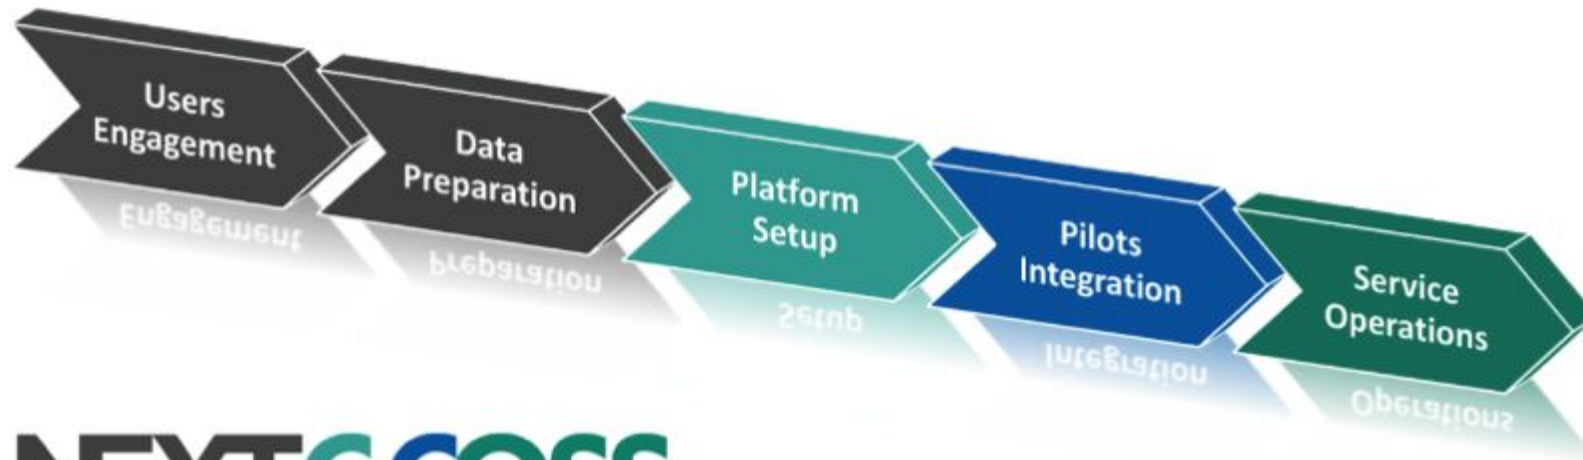 Users
Engagement
Data
Preparation
Platform
Setup
Pilots
Integration
Service
Operations